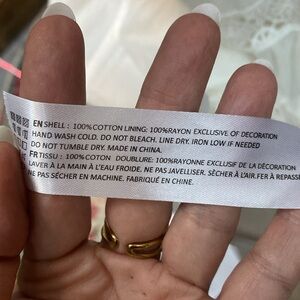 EN SHELL : 100%COTTON LINING: 100%RAYON EXCLUSIVE OF DECORATION
HAND WASH COLD. DO NOT BLEACH. LINE DRY. IRON LOW IF NEEDED
DO NOT TUMBLE DRY. MADE IN CHINA.
FR TISSU : 100%COTON DOUBLURE: 100%RAYONNE EXCLUSIF DE LA DÉCORATION
LAVER À LA MAIN À L'EAU FROIDE. NE PAS JAVELLISER. SÈCHER À L'AIR.FER À REPASS
NE PAS SÉCHER EN MACHINE. FABRIQUÉ EN CHINE.